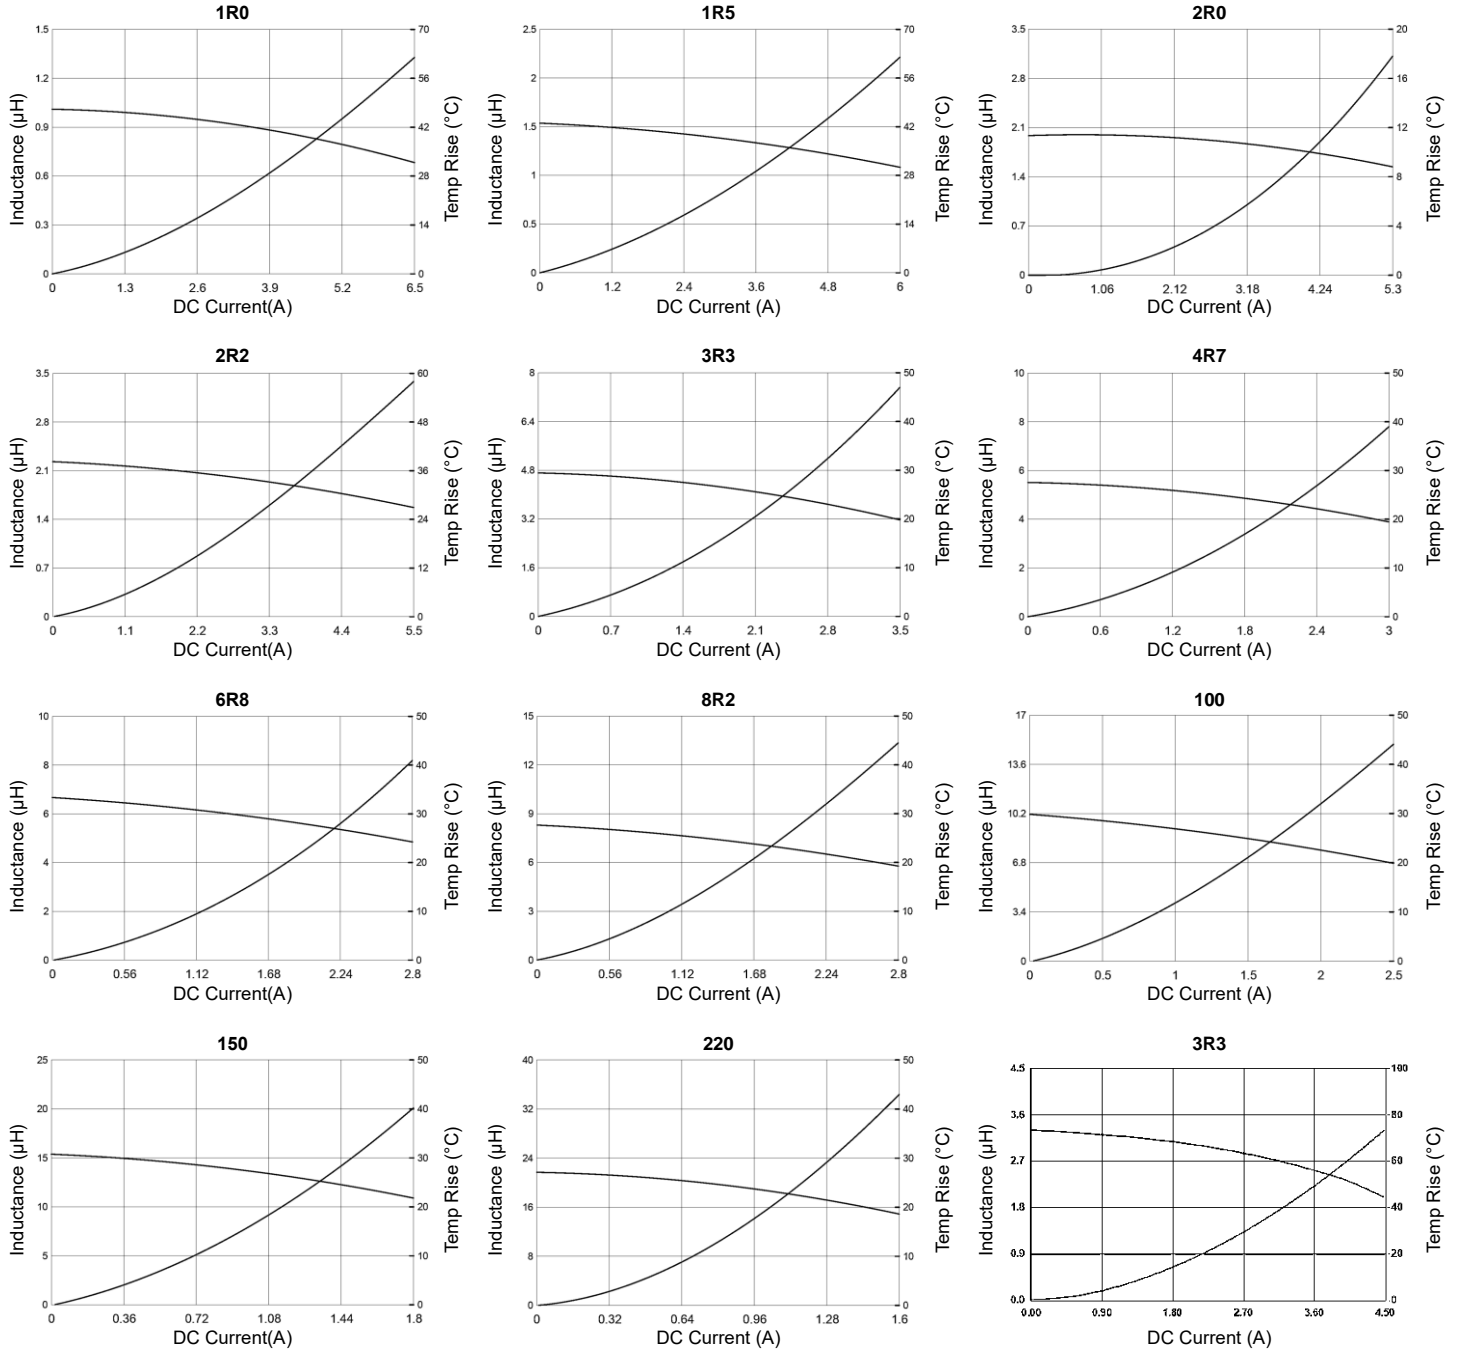 1R0
1.5
1.2
0.9
0.6
0.3
0
70
56
42
28
14
0
0 1.3 2.6 3.9 5.2 6.5
Inductance (µH)
Temp Rise (°C)
DC Current(A)
1R5
2.5
2
1.5
1
0.5
0
70
56
42
28
14
0
0 1.2 2.4 3.6 4.8 6
Inductance (µH)
Temp Rise (°C)
DC Current (A)
2R0
3.5
2.8
2.1
1.4
0.7
0
20
16
12
8
4
0
0 1.06 2.12 3.18 4.24 5.3
Inductance (µH)
Temp Rise (°C)
DC Current (A)
2R2
3.5
2.8
2.1
1.4
0.7
0
60
48
36
24
12
0
0 1.1 2.2 3.3 4.4 5.5
Inductance (µH)
Temp Rise (°C)
DC Current(A)
3R3
8
6.4
4.8
3.2
1.6
0
50
40
30
20
10
0
0 0.7 1.4 2.1 2.8 3.5
Inductance (µH)
Temp Rise (°C)
DC Current (A)
4R7
10
8
6
4
2
0
50
40
30
20
10
0
0 0.6 1.2 1.8 2.4 3
Inductance (µH)
Temp Rise (°C)
DC Current (A)
6R8
10
8
6
4
2
0
50
40
30
20
10
0
0 0.56 1.12 1.68 2.24 2.8
Inductance (µH)
Temp Rise (°C)
DC Current(A)
8R2
15
12
9
6
3
0
50
40
30
20
10
0
0 0.56 1.12 1.68 2.24 2.8
Inductance (µH)
Temp Rise (°C)
DC Current (A)
100
17
13.6
10.2
6.8
3.4
0
50
40
30
20
10
0
0 0.5 1 1.5 2 2.5
Inductance (µH)
Temp Rise (°C)
DC Current (A)
150
25
20
15
10
5
0
50
40
30
20
10
0
0 0.36 0.72 1.08 1.44 1.8
Inductance (µH)
Temp Rise (°C)
DC Current(A)
220
40
32
24
16
8
0
50
40
30
20
10
0
0 0.32 0.64 0.96 1.28 1.6
Inductance (µH)
Temp Rise (°C)
DC Current (A)
3R3
4.5
3.6
2.7
1.8
0.9
0.0
100
80
60
40
20
0
0.00 0.90 1.80 2.70 3.60 4.50
Inductance (µH)
Temp Rise (°C)
DC Current (A)